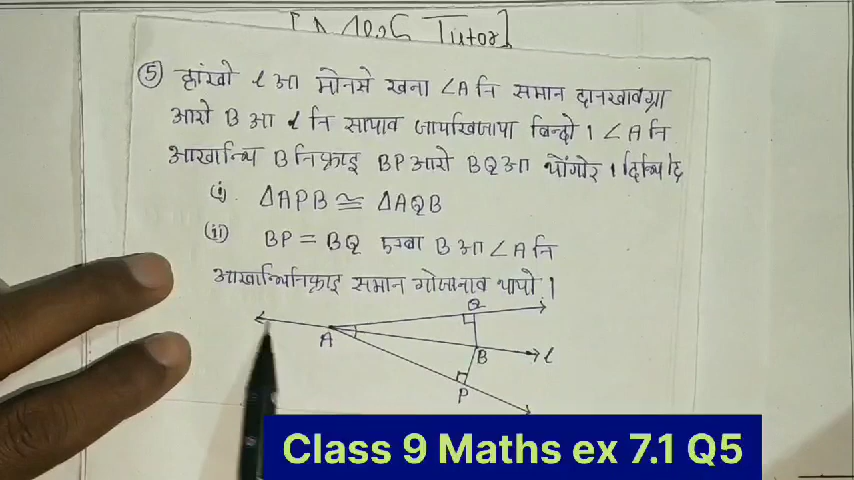 Tutor]
⑤ हांखो l आ मोनसे खना ∠A नि समान दानखावग्रा
आरो B आ l नि सायाव जायखिजाया बिन्दो । ∠A नि
आखान्थि B निफ्राइ BP आरो BQ आ थोंगोर । दिन्थि दि
(i). ΔAPB ≅ ΔAQB
(ii) BP = BQ एबा B आ ∠A नि
आखान्थिनिफ्राइ समान गोजानाव थायो ।
Q
A
B
l
P
Class 9 Maths ex 7.1 Q5